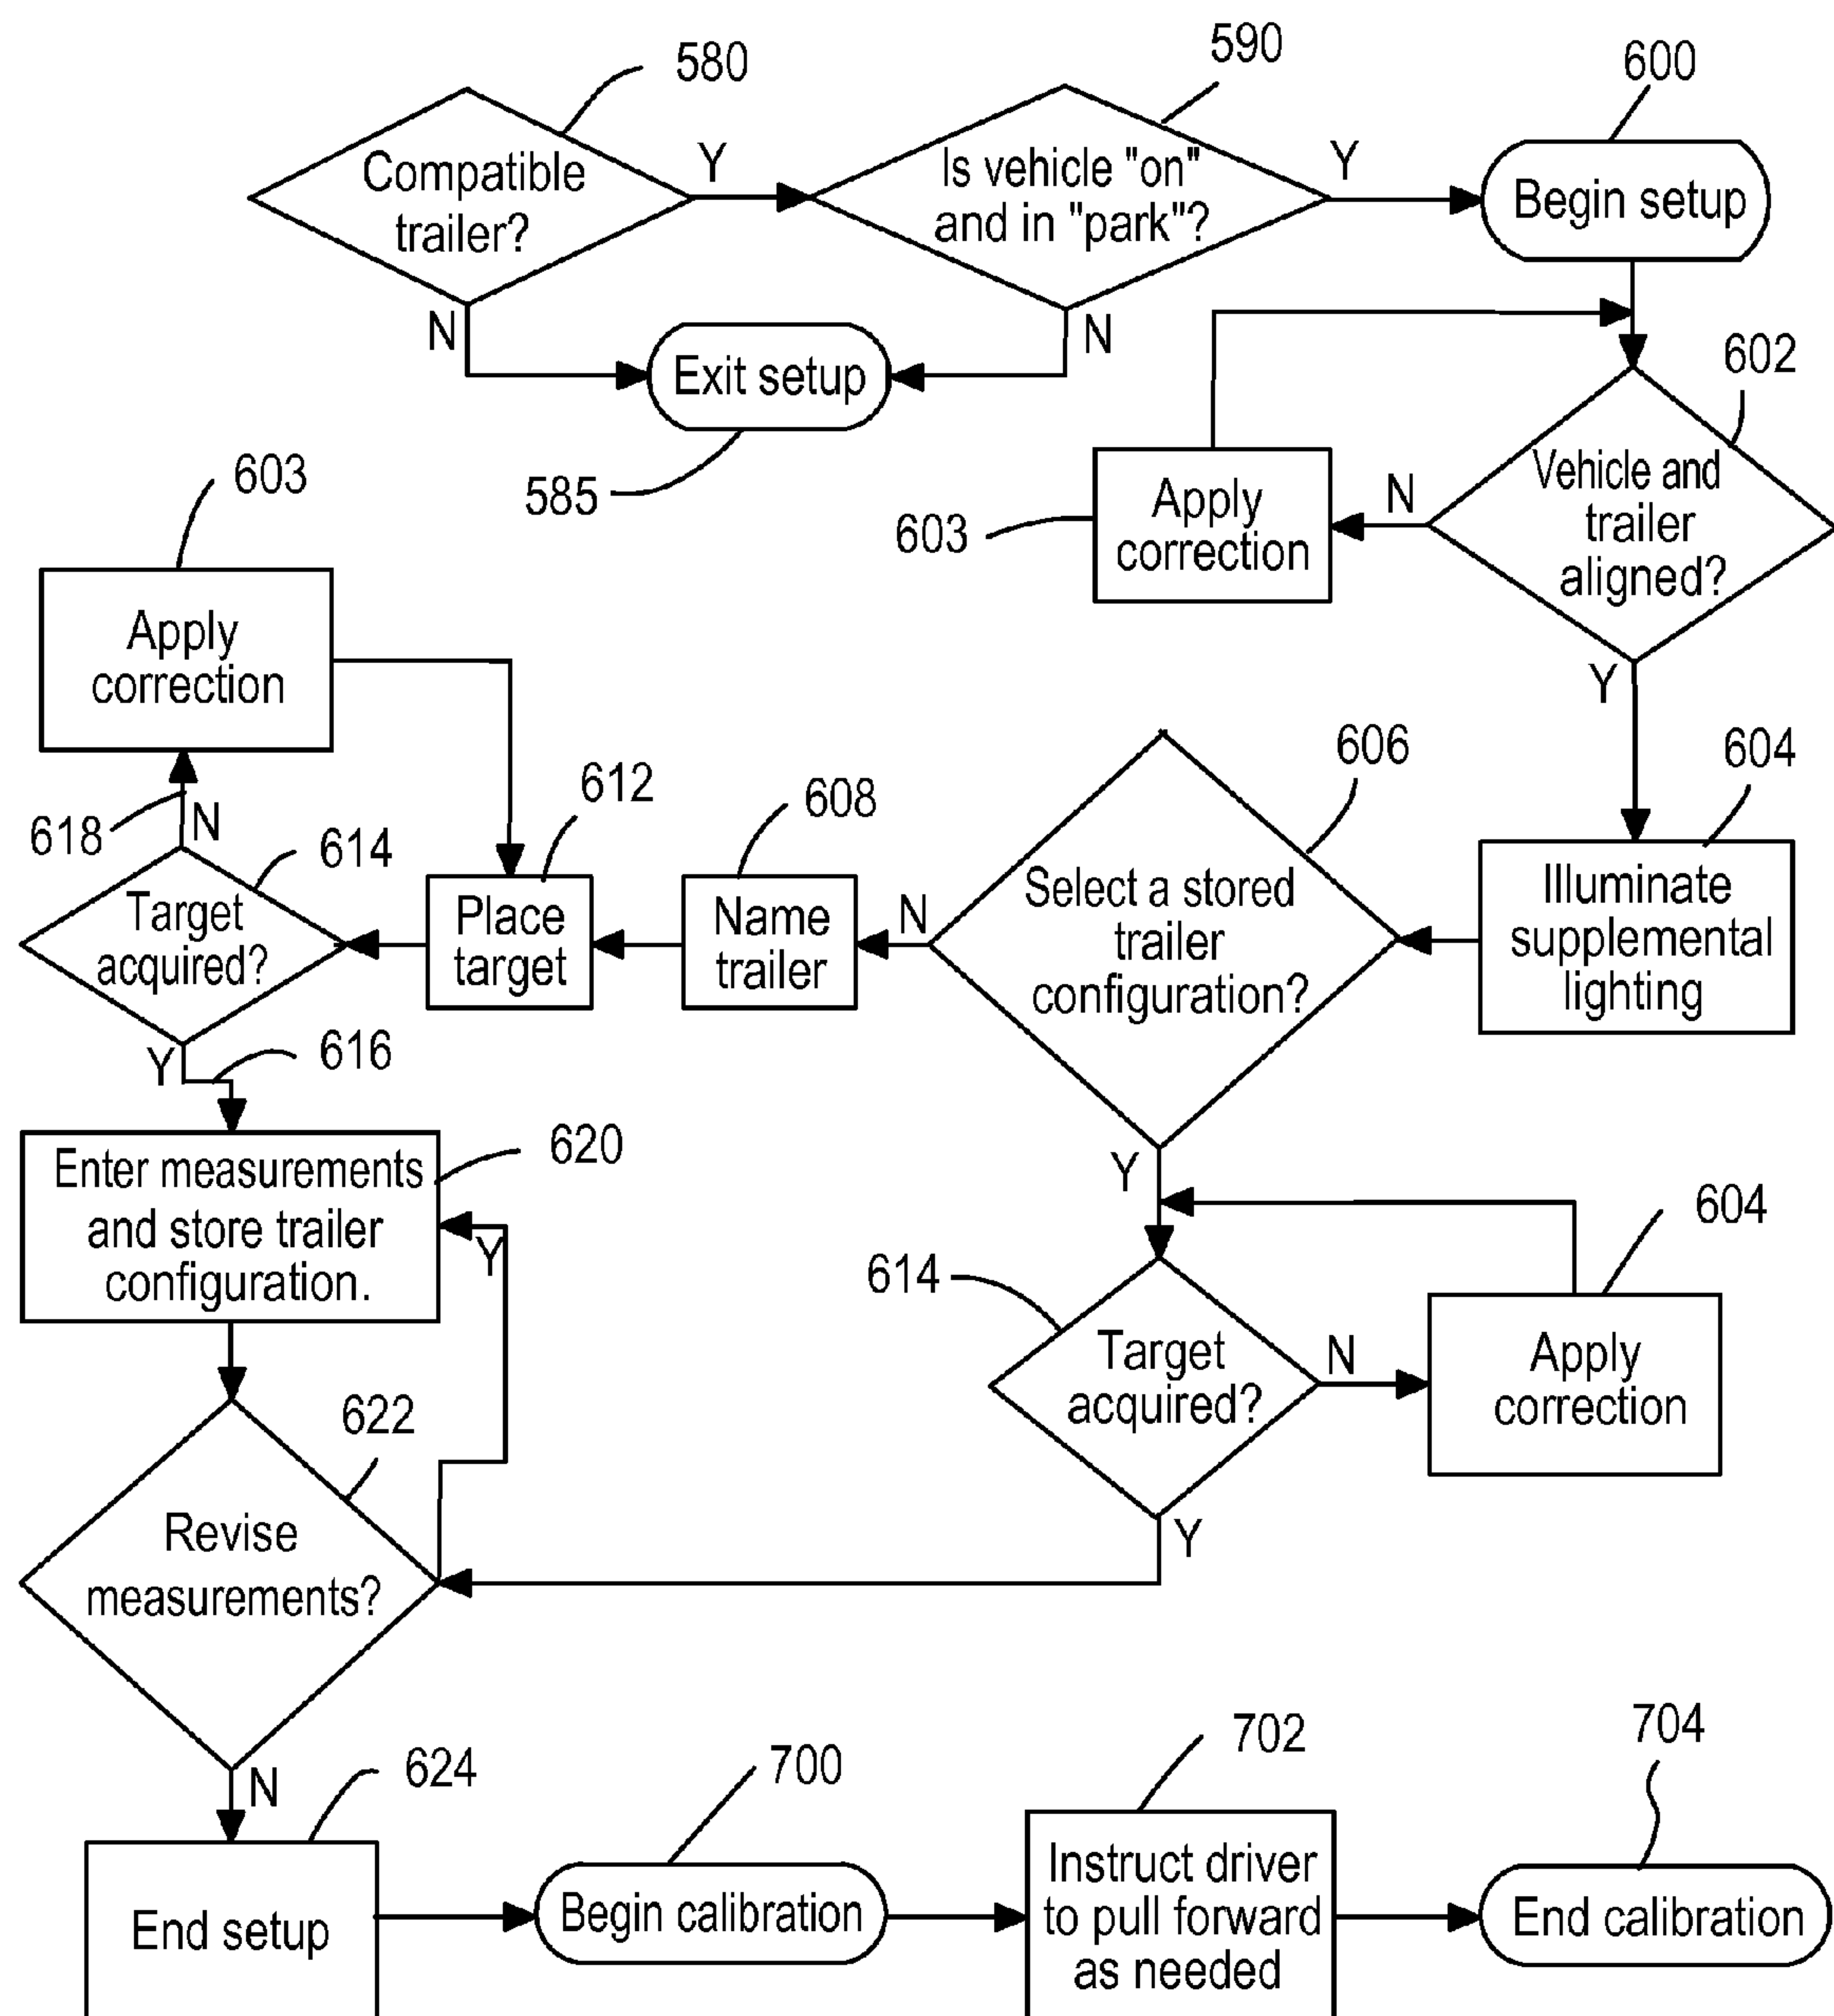 580
590
600
Compatible
trailer?
Y
Is vehicle "on"
and in "park"?
Y
Begin setup
N
Exit setup
N
585
602
Vehicle and
trailer
aligned?
N
Apply
correction
603
603
Apply
correction
Y
618
N
614
Target
acquired?
612
Place
target
608
Name
trailer
N
606
Select a stored
trailer
configuration?
604
Illuminate
supplemental
lighting
Y
616
Enter measurements
and store trailer
configuration.
620
Y
Y
614
Target
acquired?
N
604
Apply
correction
Y
622
Revise
measurements?
N
624
End setup
700
Begin calibration
702
Instruct driver
to pull forward
as needed
704
End calibration